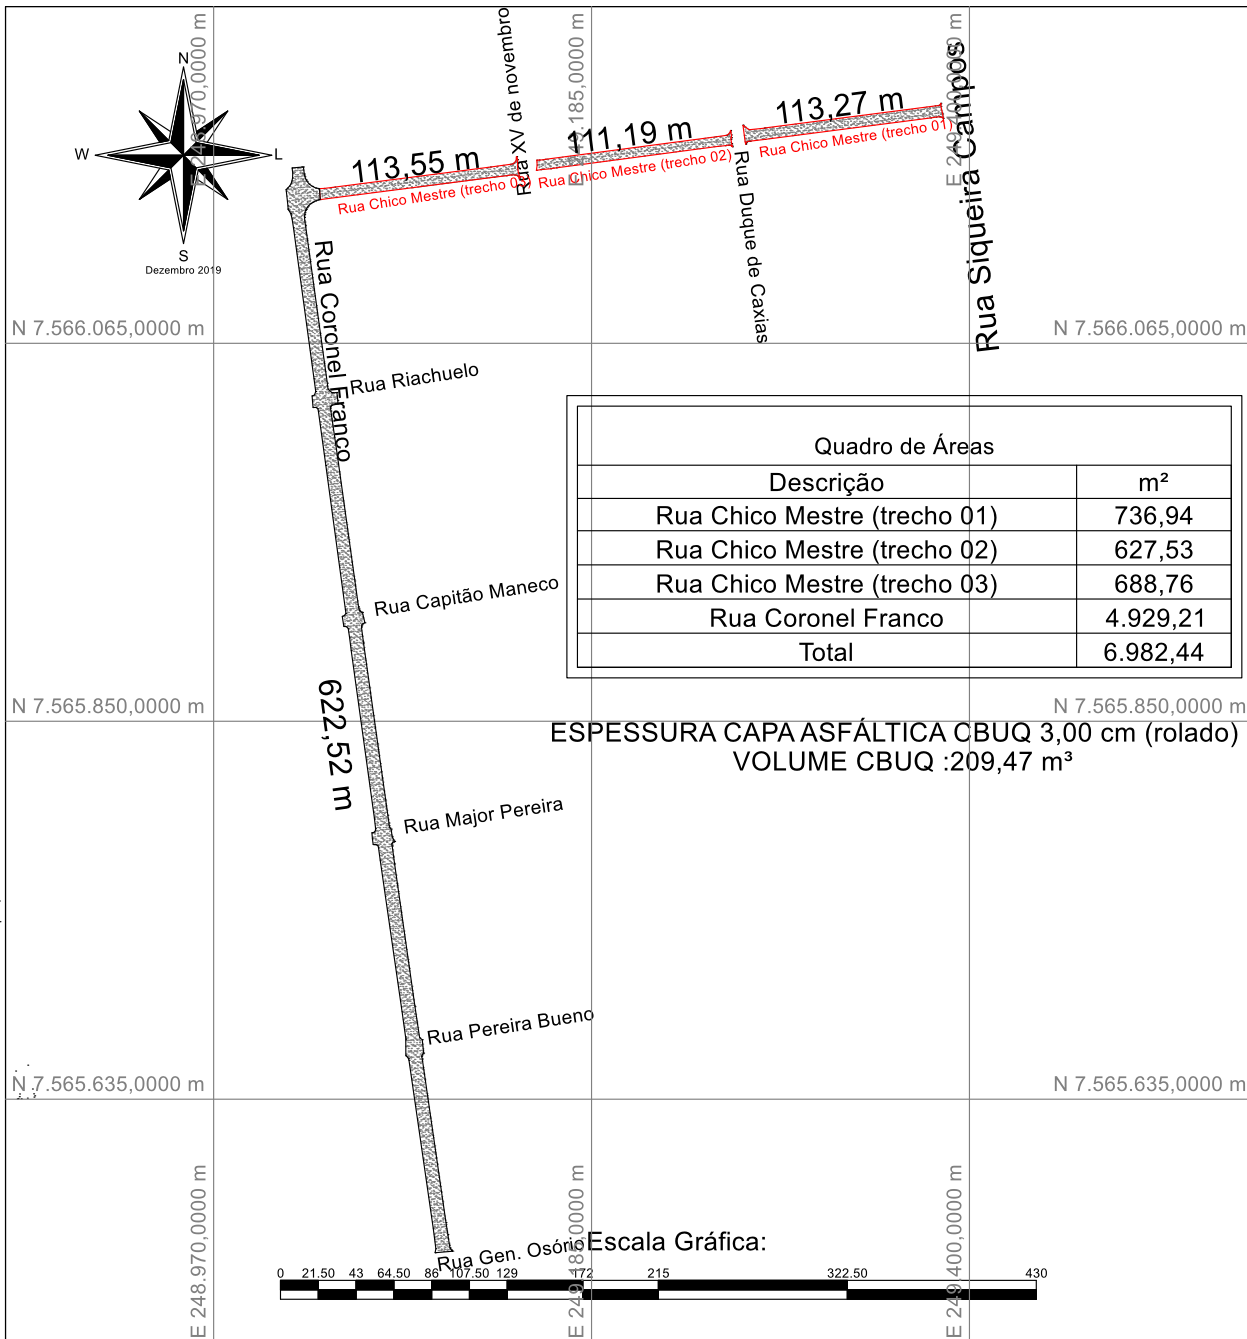 E 248.970,0000 m
E 249.185,0000 m
E 249.400,0000 m
N
W
L
S
Dezembro 2019
Rua XV de novembro
Rua Siqueira Campos
113,55 m
111,19 m
113,27 m
Rua Chico Mestre (trecho 03)
Rua Chico Mestre (trecho 02)
Rua Chico Mestre (trecho 01)
Rua Duque de Caxias
Rua Coronel Franco
N 7.566.065,0000 m
N 7.566.065,0000 m
Rua Riachuelo
Quadro de Áreas
Descrição m²
Rua Chico Mestre (trecho 01) 736,94
Rua Chico Mestre (trecho 02) 627,53
Rua Chico Mestre (trecho 03) 688,76
Rua Coronel Franco 4.929,21
Total 6.982,44
Rua Capitão Maneco
622,52 m
N 7.565.850,0000 m
N 7.565.850,0000 m
ESPESSURA CAPA ASFÁLTICA CBUQ 3,00 cm (rolado)
VOLUME CBUQ :209,47 m³
Rua Major Pereira
Rua Pereira Bueno
N 7.565.635,0000 m
N 7.565.635,0000 m
E 248.970,0000 m
E 249.185,0000 m
E 249.400,0000 m
Rua Gen. Osório
Escala Gráfica:
0 21.50 43 64.50 86 107.50 129 172 215 322.50 430